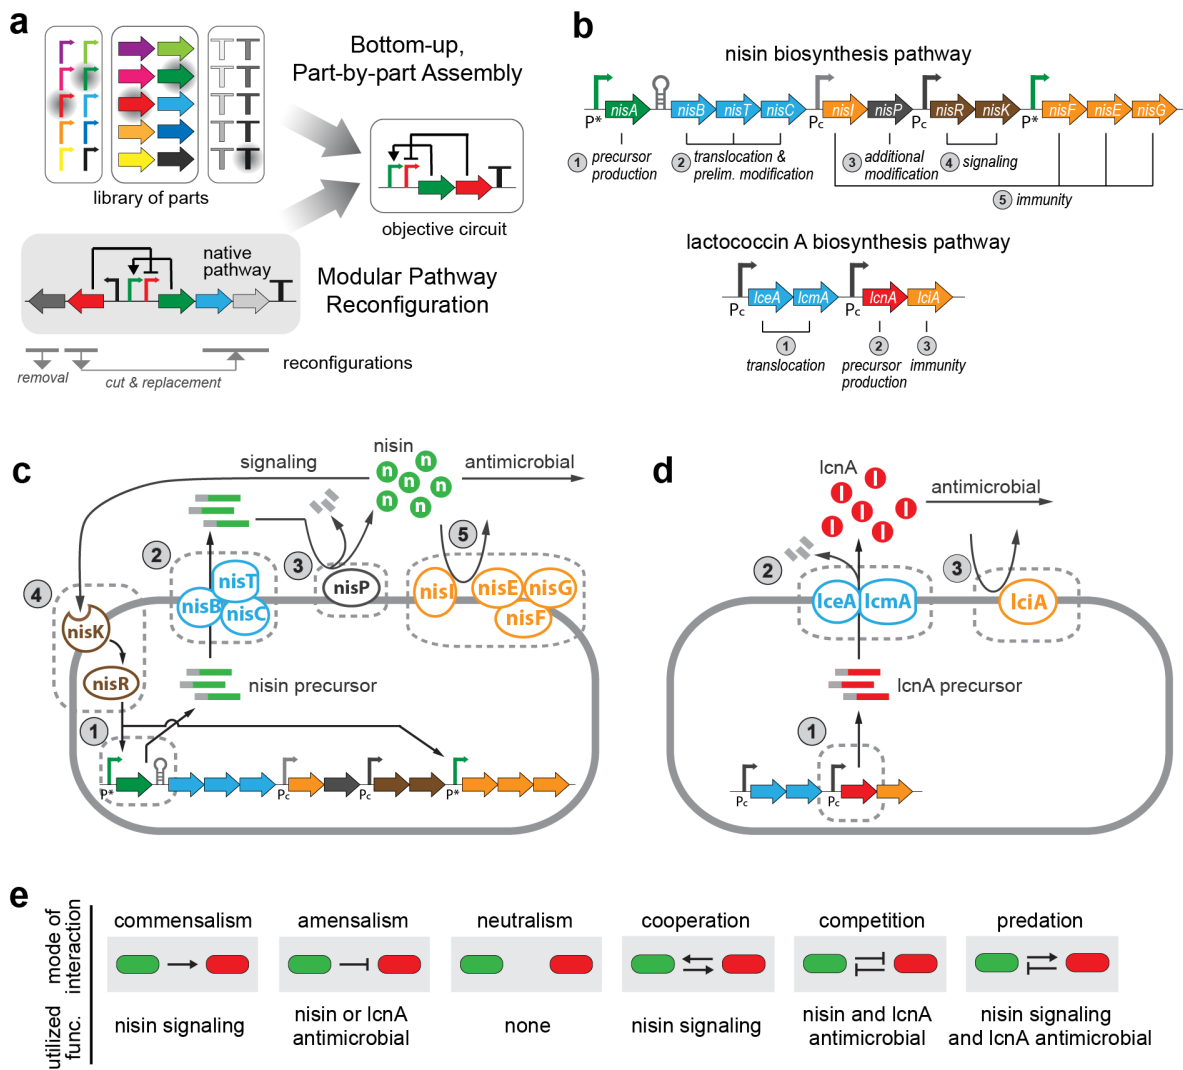 a
Bottom-up,
Part-by-part Assembly
library of parts
objective circuit
native
pathway
Modular Pathway
Reconfiguration
reconfigurations
removal
cut & replacement
b
nisin biosynthesis pathway
P* nisA nisB nisT nisC Pc nisI nisP Pc nisR nisK P* nisF nisE nisG
1 precursor
production
2 translocation &
prelim. modification
3 additional
modification
4 signaling
5 immunity
lactococcin A biosynthesis pathway
Pc lceA lcmA Pc lcnA lciA
1
translocation
2
precursor
production
3
immunity
c
signaling
nisin
antimicrobial
n n n n n n
2
3
5
4
nisT
nisB
nisC
nisP
nisI
nisE
nisG
nisF
nisK
nisR
nisin precursor
1
P* Pc Pc P*
d
lcnA
antimicrobial
l l l l l l
2
3
lceA
lcmA
lciA
lcnA precursor
1
Pc Pc
e
mode of
interaction
commensalism
amensalism
neutralism
cooperation
competition
predation
utilized
func.
nisin signaling
nisin or lcnA
antimicrobial
none
nisin signaling
nisin and lcnA
antimicrobial
nisin signaling
and lcnA antimicrobial